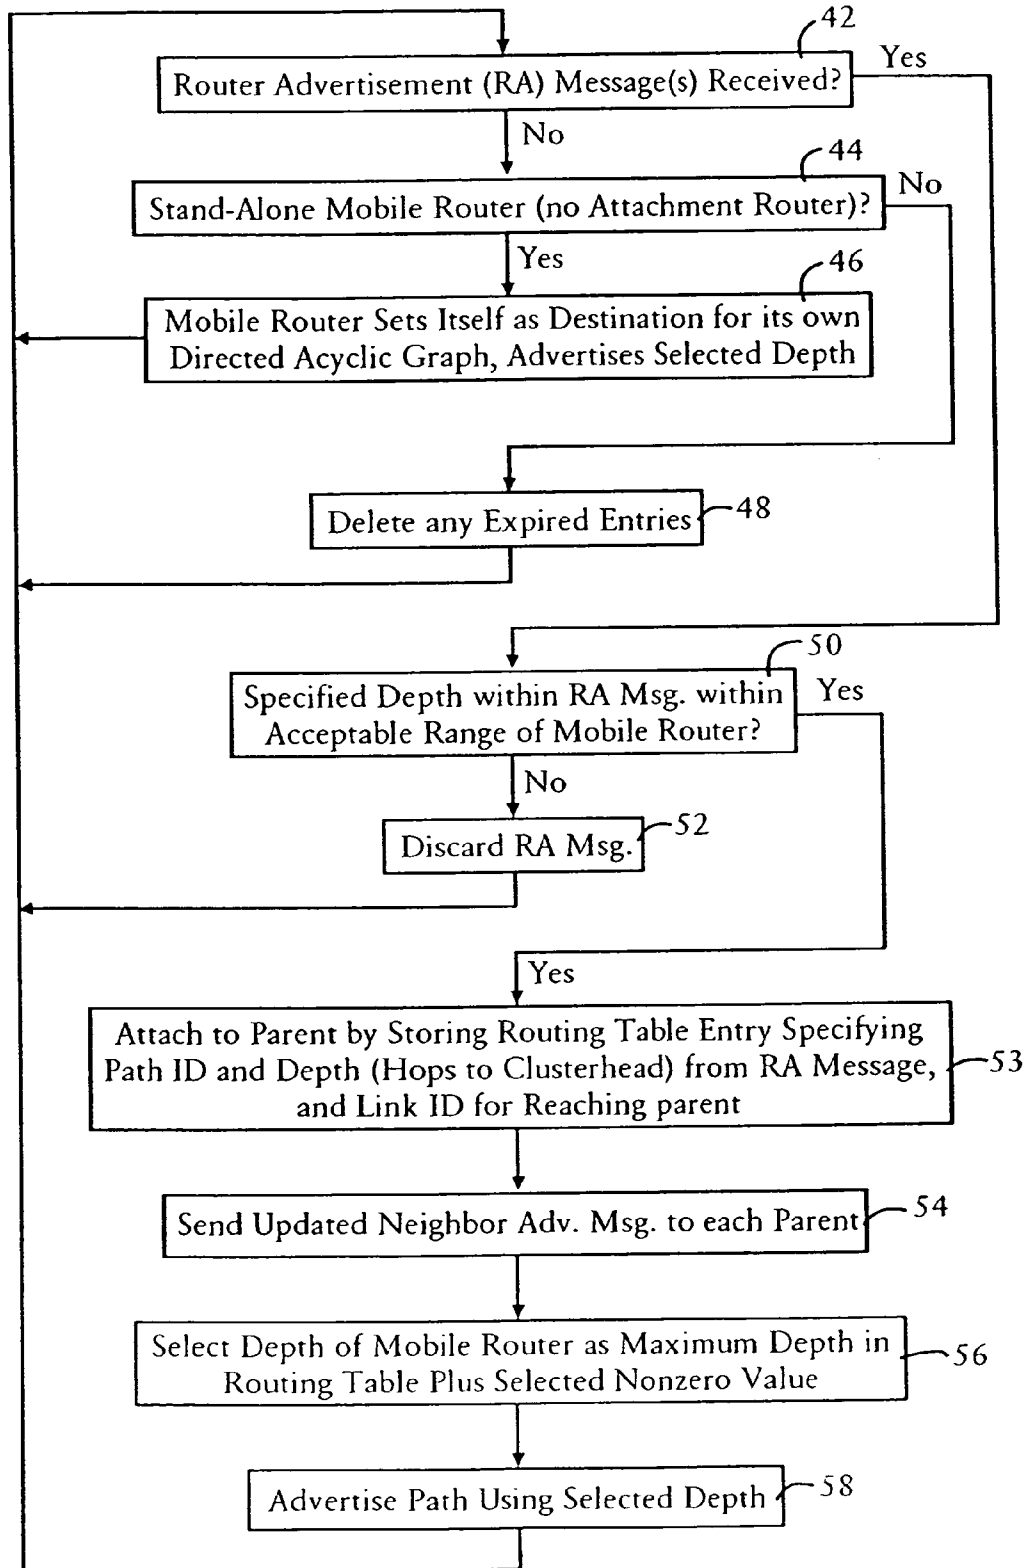 42
Yes
Router Advertisement (RA) Message(s) Received?
No
44
No
Stand-Alone Mobile Router (no Attachment Router)?
Yes
46
Mobile Router Sets Itself as Destination for its own
Directed Acyclic Graph, Advertises Selected Depth
Delete any Expired Entries
48
50
Specified Depth within RA Msg. within
Acceptable Range of Mobile Router?
Yes
No
52
Discard RA Msg.
Yes
Attach to Parent by Storing Routing Table Entry Specifying
Path ID and Depth (Hops to Clusterhead) from RA Message,
and Link ID for Reaching parent
53
Send Updated Neighbor Adv. Msg. to each Parent
54
Select Depth of Mobile Router as Maximum Depth in
Routing Table Plus Selected Nonzero Value
56
Advertise Path Using Selected Depth
58